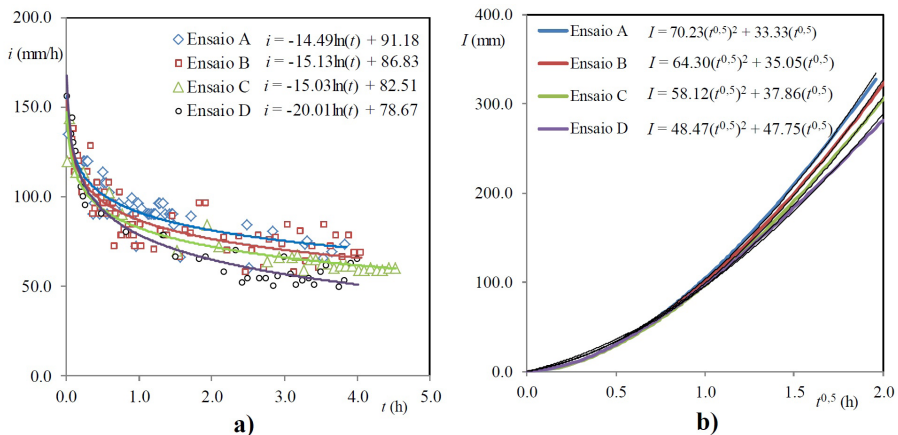 a)
i (mm/h)
200.0
150.0
100.0
50.0
0.0
0.0 1.0 2.0 3.0 4.0 5.0
t (h)
Ensaio A i = -14.49ln(t) + 91.18
Ensaio B i = -15.13ln(t) + 86.83
Ensaio C i = -15.03ln(t) + 82.51
Ensaio D i = -20.01ln(t) + 78.67
b)
I (mm)
400.0
300.0
200.0
100.0
0.0
0.0 0.5 1.0 1.5 2.0
t^0,5 (h)
Ensaio A I = 70.23(t^0.5)² + 33.33(t^0.5)
Ensaio B I = 64.30(t^0.5)² + 35.05(t^0.5)
Ensaio C I = 58.12(t^0.5)² + 37.86(t^0.5)
Ensaio D I = 48.47(t^0.5)² + 47.75(t^0.5)